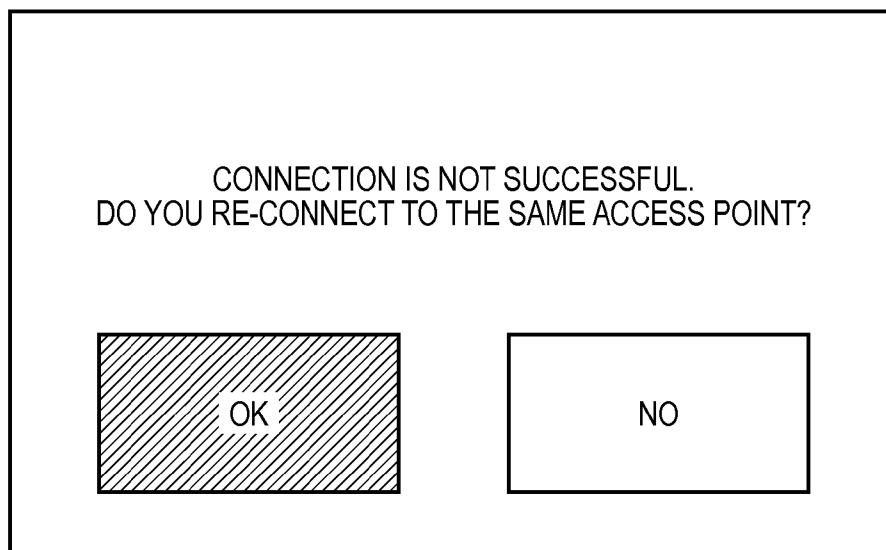 CONNECTION IS NOT SUCCESSFUL.
DO YOU RE-CONNECT TO THE SAME ACCESS POINT?
OK
NO